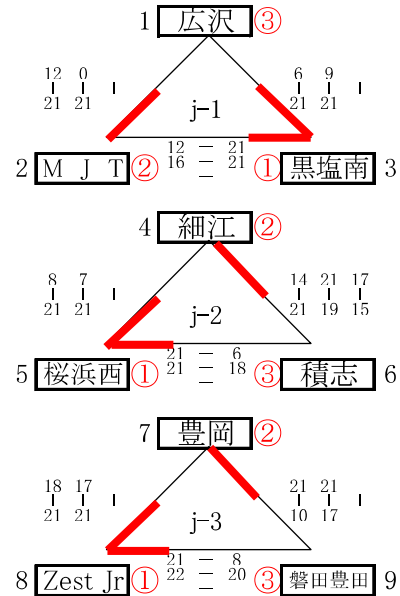 1 広沢 ③
12 0 6 9
| | | | | |
21 21 21 21
j-1
12 — 21
16 — 21
—
2 M J T ② ① 黒塩南 3
4 細江 ②
8 7 14 21 17
| | | | | |
21 21 21 19 15
j-2
21 — 6
21 — 18
—
5 桜浜西 ① ③ 積志 6
7 豊岡 ②
18 17 21 21
| | | | | |
21 21 10 17
j-3
21 — 8
22 — 20
—
8 Zest Jr ① ③ 磐田豊田 9